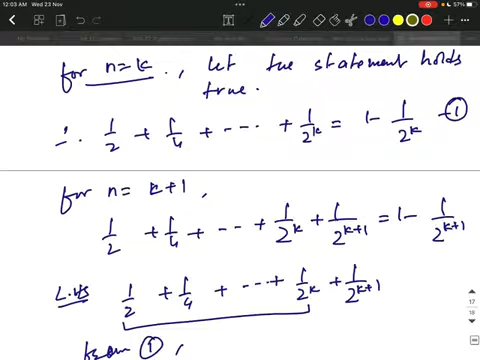 12:03 AM Wed 23 Nov 57%
for n=k, let the statement holds
true.
∴ 1/2 + 1/4 + ---- + 1/2^k = 1 - 1/2^k -①
for n= k+1,
1/2 + 1/4 + -- + 1/2^k + 1/2^(k+1) = 1 - 1/2^(k+1)
L.H.S 1/2 + 1/4 + ---+ 1/2^k + 1/2^(k+1)
from ①,
17
18